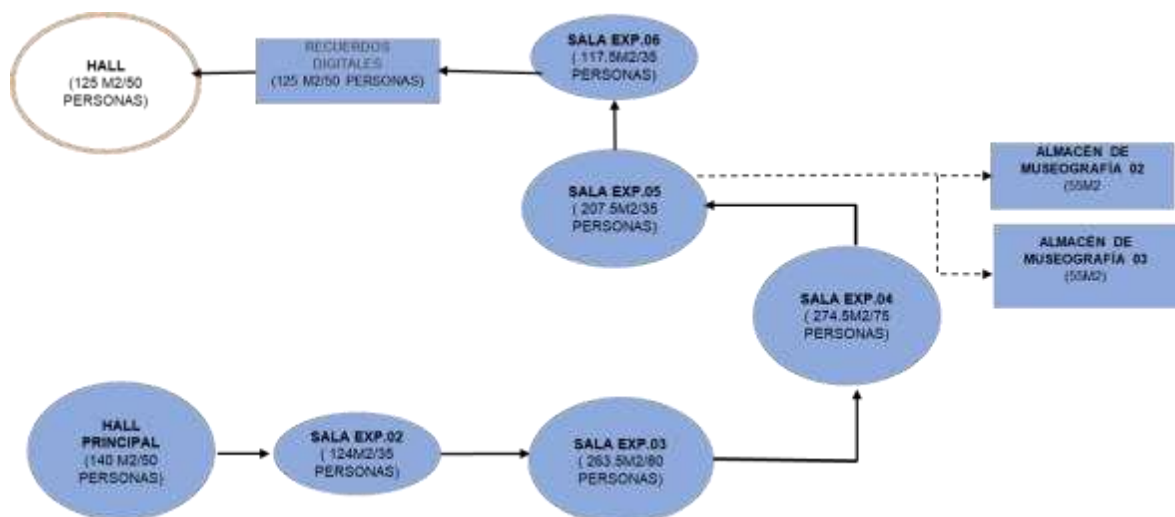 HALL
(125 M2/50
PERSONAS)
RECUERDOS
DIGITALES
(125 M2/50 PERSONAS)
SALA EXP.06
( 117.5M2/35
PERSONAS)
SALA EXP.05
( 207.5M2/35
PERSONAS)
ALMACÉN DE
MUSEOGRAFÍA 02
(55M2
ALMACÉN DE
MUSEOGRAFÍA 03
(55M2)
SALA EXP.04
( 274.5M2/75
PERSONAS)
HALL
PRINCIPAL
(140 M2/50
PERSONAS)
SALA EXP.02
( 124M2/35
PERSONAS)
SALA EXP.03
( 263.5M2/80
PERSONAS)